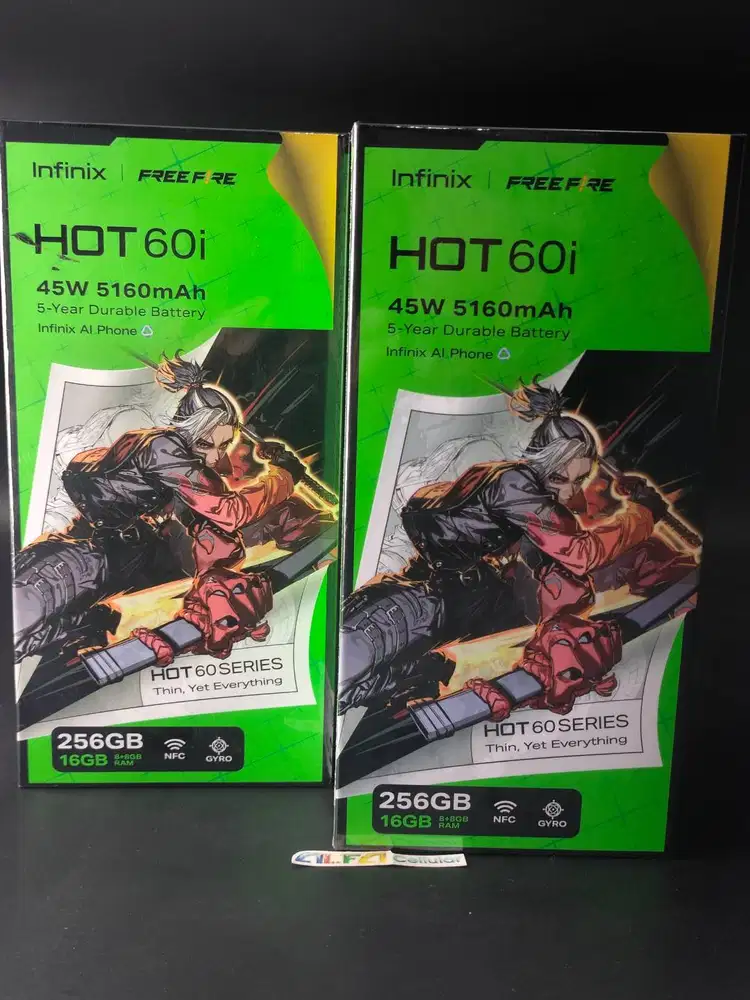 Infinix | FREE FIRE
HOT 60i
45W 5160mAh
5-Year Durable Battery
Infinix AI Phone
HOT 60 SERIES
Thin, Yet Everything
256GB
16GB 8+8GB RAM
NFC
GYRO
Infinix | FREE FIRE
HOT 60i
45W 5160mAh
5-Year Durable Battery
Infinix AI Phone
HOT 60 SERIES
Thin, Yet Everything
256GB
16GB 8+8GB RAM
NFC
GYRO
ALFA Cellular